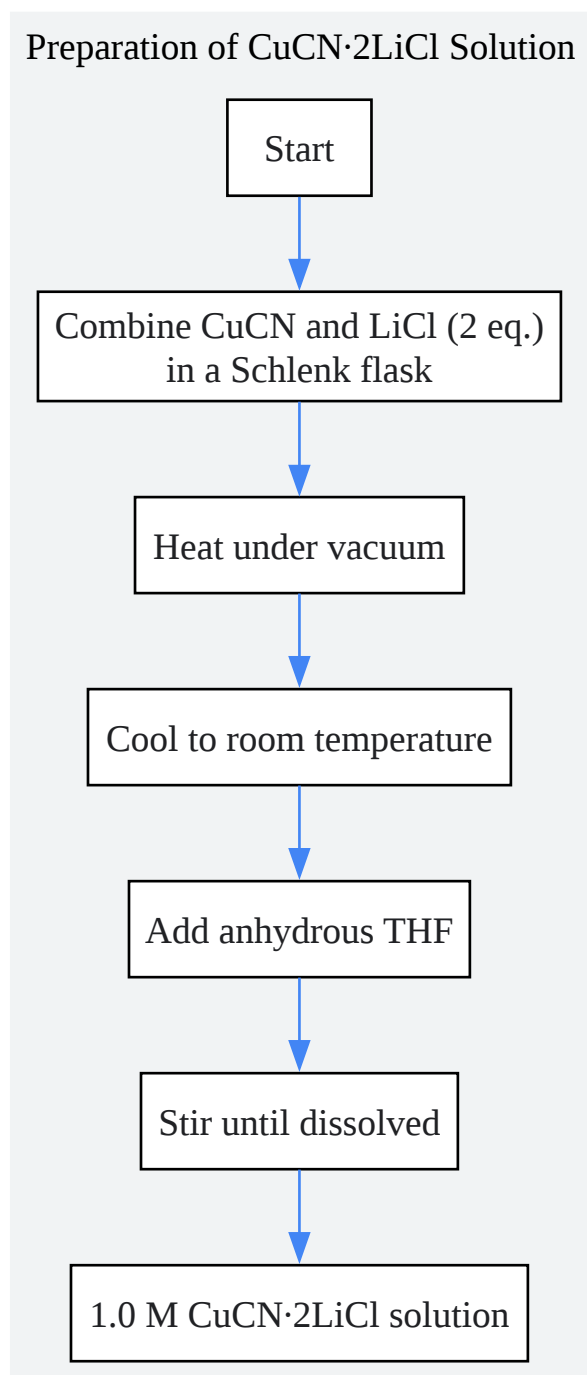 Preparation of CuCN·2LiCl Solution
Start
Combine CuCN and LiCl (2 eq.)
in a Schlenk flask
Heat under vacuum
Cool to room temperature
Add anhydrous THF
Stir until dissolved
1.0 M CuCN·2LiCl solution